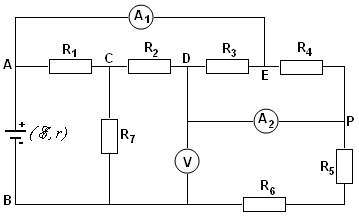 A1
A R1 C R2 D R3 E R4
+ (ℰ, r)
-
R7 V A2 P
R5
B R6